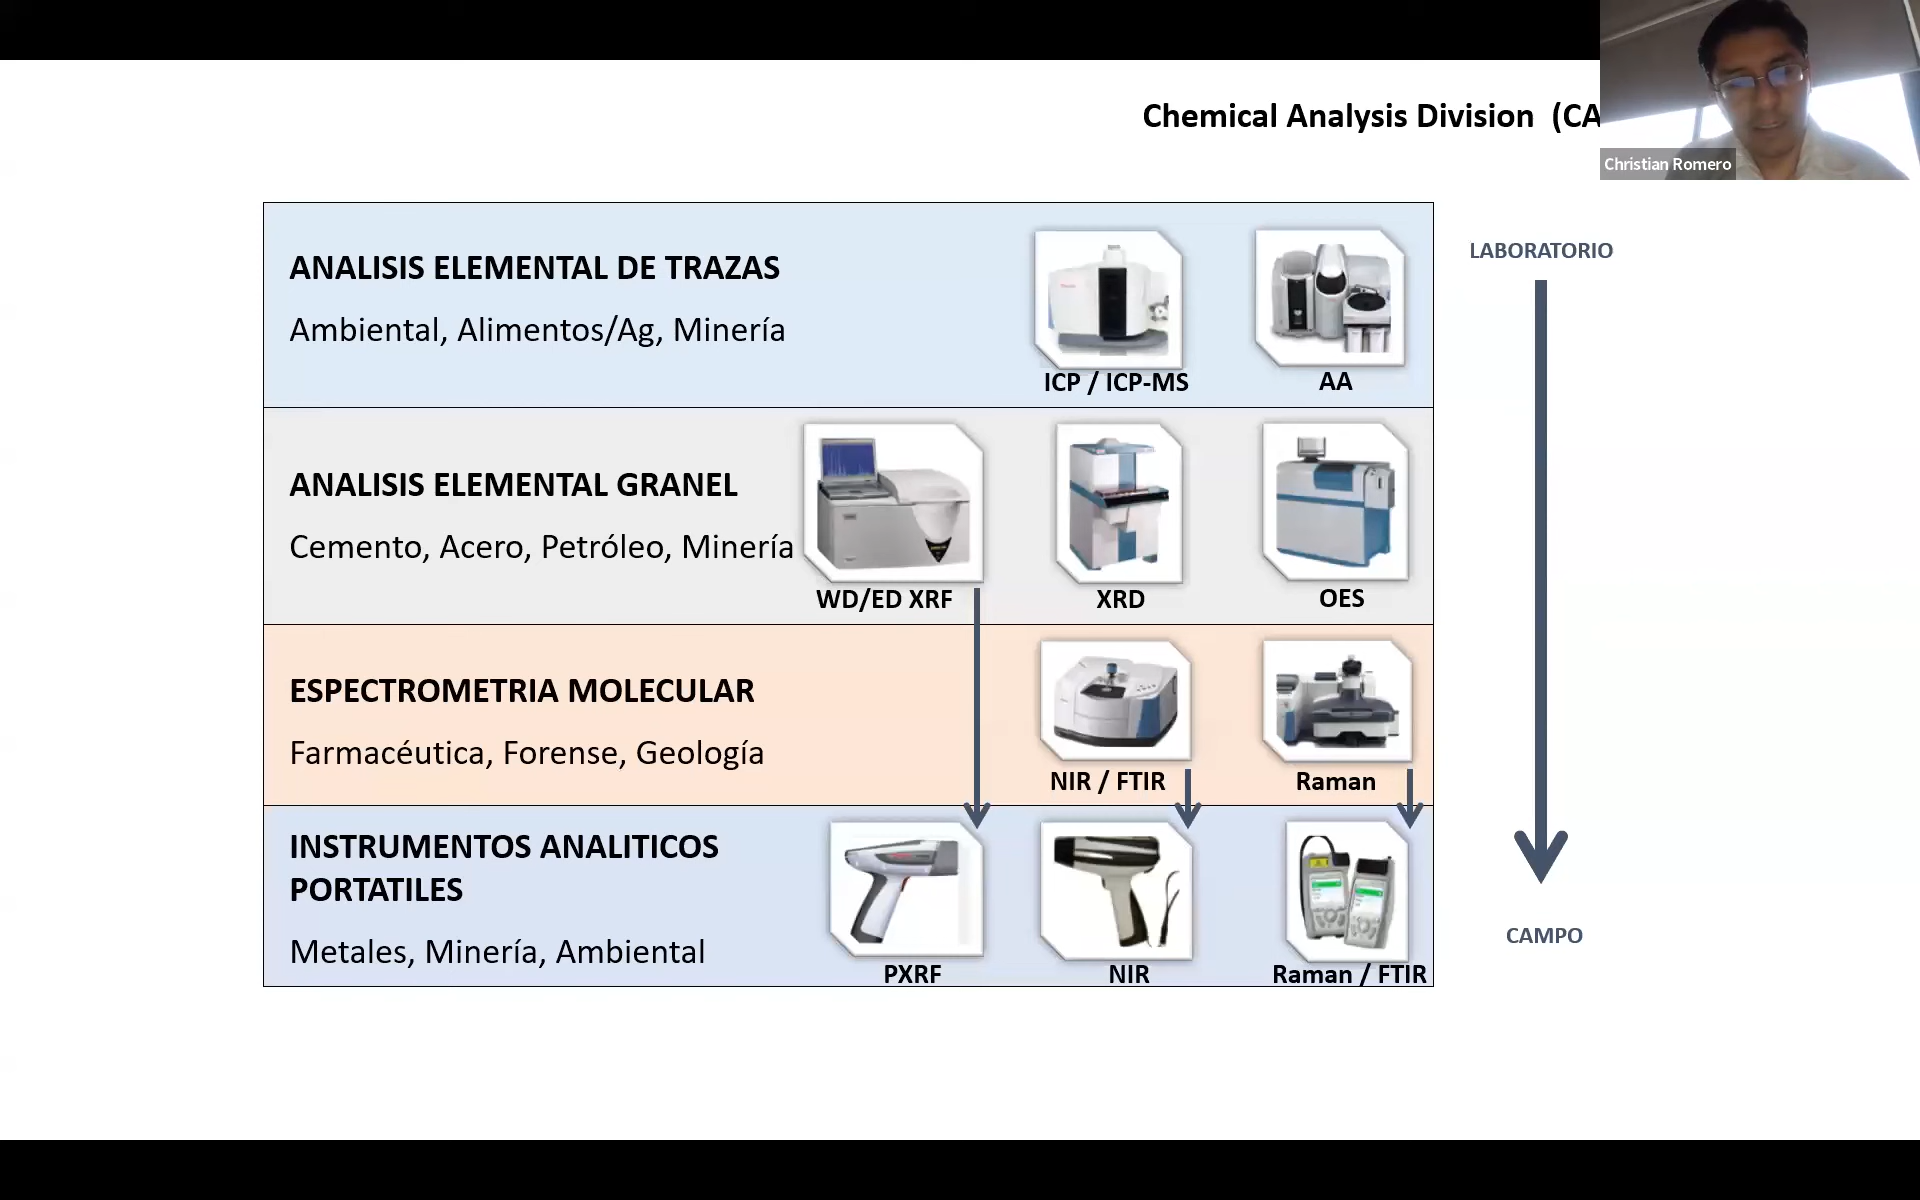 Chemical Analysis Division (CA
Christian Romero
LABORATORIO
ANALISIS ELEMENTAL DE TRAZAS
Ambiental, Alimentos/Ag, Minería
ICP / ICP-MS
AA
ANALISIS ELEMENTAL GRANEL
Cemento, Acero, Petróleo, Minería
WD/ED XRF
XRD
OES
ESPECTROMETRIA MOLECULAR
Farmacéutica, Forense, Geología
NIR / FTIR
Raman
INSTRUMENTOS ANALITICOS
PORTATILES
Metales, Minería, Ambiental
PXRF
NIR
Raman / FTIR
CAMPO